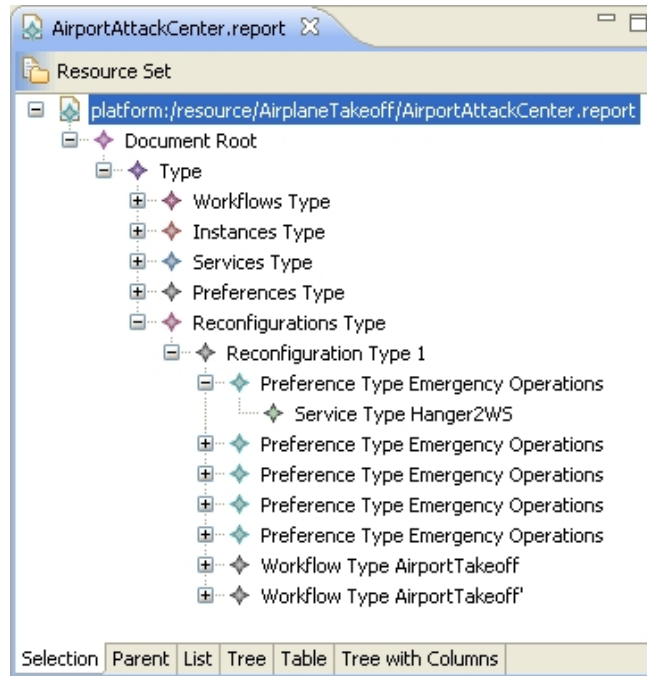 AirportAttackCenter.report
Resource Set
platform:/resource/AirplaneTakeoff/AirportAttackCenter.report
Document Root
Type
Workflows Type
Instances Type
Services Type
Preferences Type
Reconfigurations Type
Reconfiguration Type 1
Preference Type Emergency Operations
Service Type Hanger2WS
Preference Type Emergency Operations
Preference Type Emergency Operations
Preference Type Emergency Operations
Preference Type Emergency Operations
Workflow Type AirportTakeoff
Workflow Type AirportTakeoff'
Selection Parent List Tree Table Tree with Columns